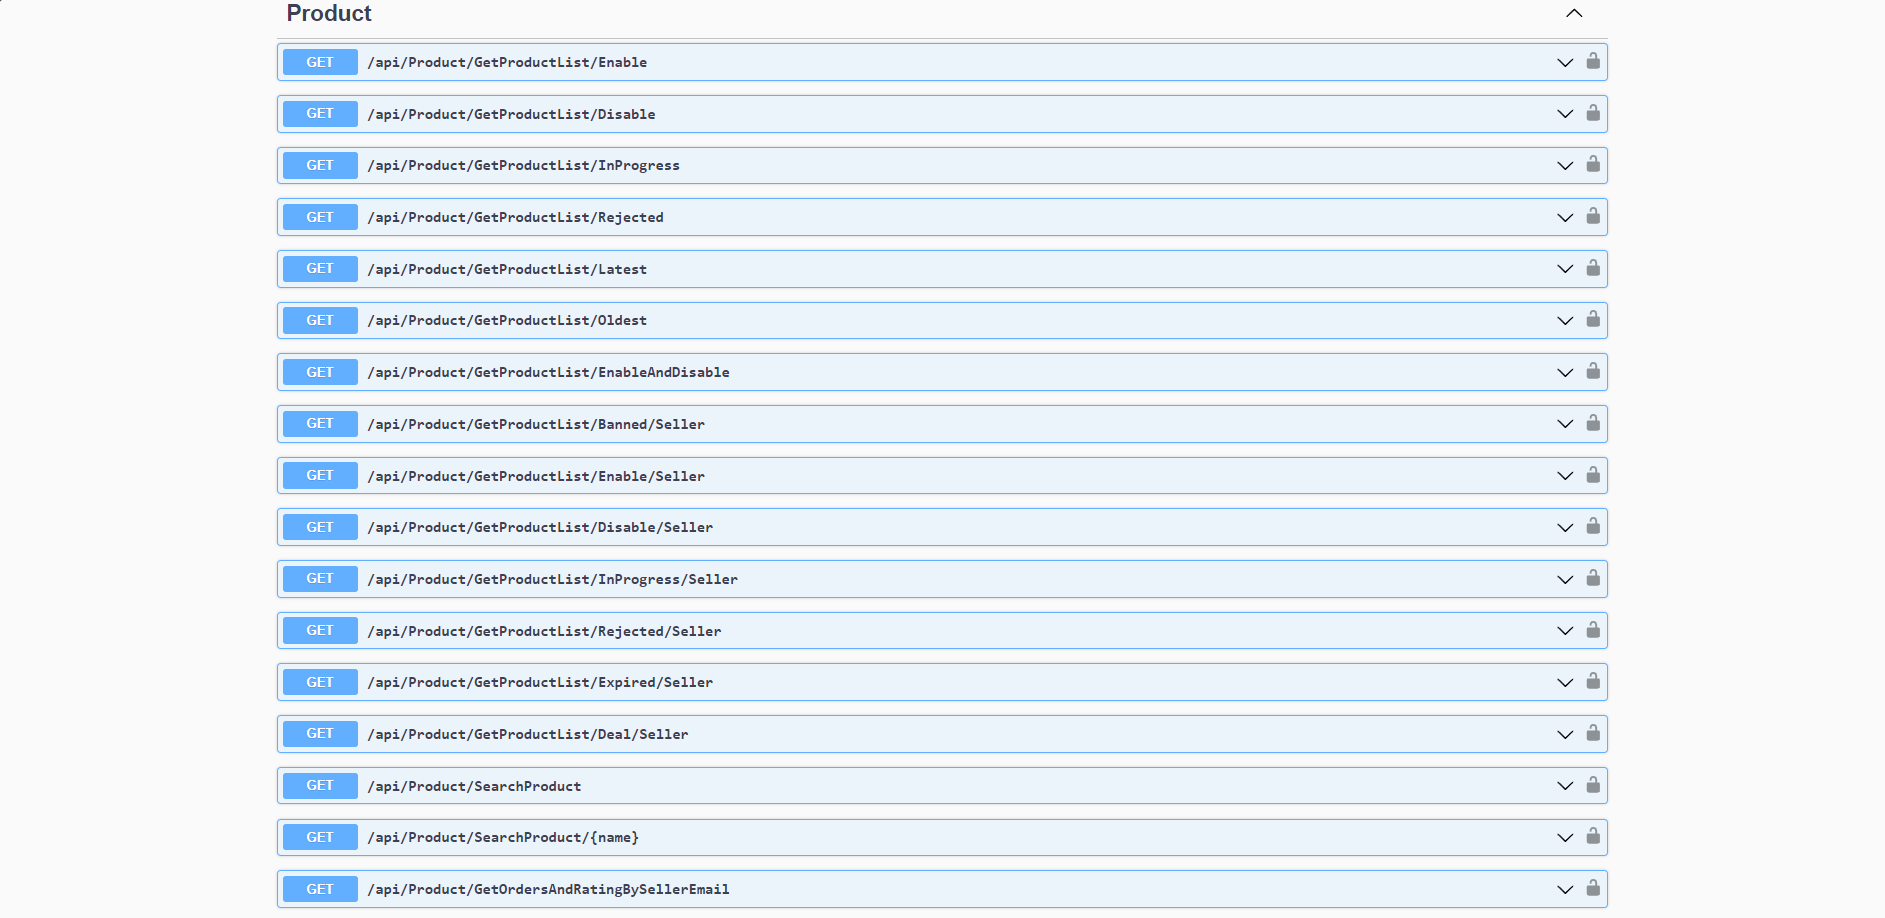 Product
GET /api/Product/GetProductList/Enable
GET /api/Product/GetProductList/Disable
GET /api/Product/GetProductList/InProgress
GET /api/Product/GetProductList/Rejected
GET /api/Product/GetProductList/Latest
GET /api/Product/GetProductList/Oldest
GET /api/Product/GetProductList/EnableAndDisable
GET /api/Product/GetProductList/Banned/Seller
GET /api/Product/GetProductList/Enable/Seller
GET /api/Product/GetProductList/Disable/Seller
GET /api/Product/GetProductList/InProgress/Seller
GET /api/Product/GetProductList/Rejected/Seller
GET /api/Product/GetProductList/Expired/Seller
GET /api/Product/GetProductList/Deal/Seller
GET /api/Product/SearchProduct
GET /api/Product/SearchProduct/{name}
GET /api/Product/GetOrdersAndRatingBySellerEmail